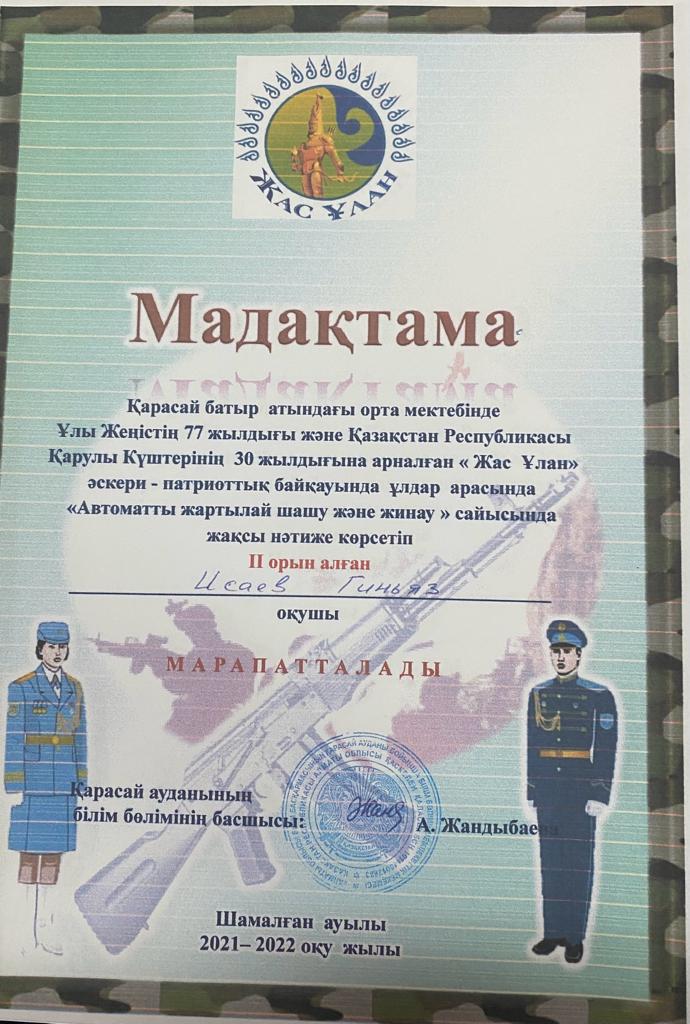 ЖАС ҰЛАН
Мадақтама
Қарасай батыр атындағы орта мектебінде
Ұлы Жеңістің 77 жылдығы және Қазақстан Республикасы
Қарулы Күштерінің 30 жылдығына арналған « Жас Ұлан»
әскери - патриоттық байқауында ұлдар арасында
«Автоматты жартылай шашу және жинау » сайысында
жақсы нәтиже көрсетіп
ІІ орын алған
Исаев Гиньяз
оқушы
МАРАПАТТАЛАДЫ
Қарасай ауданының
білім бөлімінің басшысы:
А. Жандыбаева
Шамалған ауылы
2021– 2022 оқу жылы